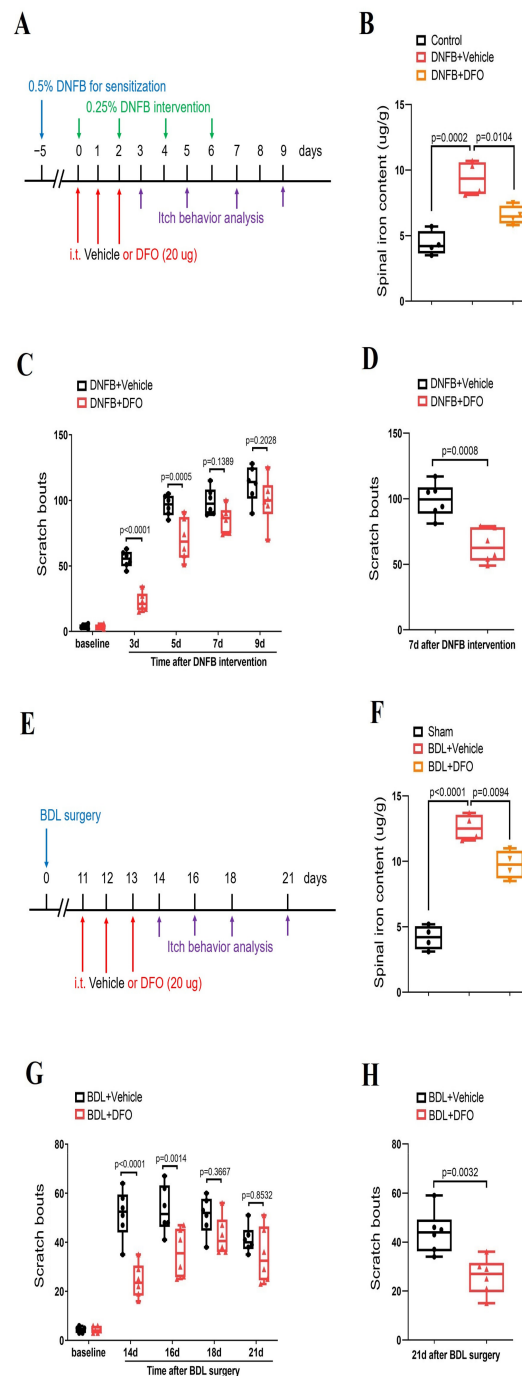 A
0.5% DNFB for sensitization
0.25% DNFB intervention
−5 0 1 2 3 4 5 6 7 8 9 days
Itch behavior analysis
i.t. Vehicle or DFO (20 ug)
B
Control
DNFB+Vehicle
DNFB+DFO
p=0.0002 p=0.0104
Spinal iron content (ug/g)
15
10
5
0
C
DNFB+Vehicle
DNFB+DFO
Scratch bouts
150
100
50
0
p<0.0001
p=0.0005
p=0.1389
p=0.2028
baseline 3d 5d 7d 9d
Time after DNFB intervention
D
DNFB+Vehicle
DNFB+DFO
p=0.0008
Scratch bouts
150
100
50
0
7d after DNFB intervention
E
BDL surgery
0 11 12 13 14 16 18 21 days
Itch behavior analysis
i.t. Vehicle or DFO (20 ug)
F
Sham
BDL+Vehicle
BDL+DFO
p<0.0001 p=0.0094
Spinal iron content (ug/g)
15
10
5
0
G
BDL+Vehicle
BDL+DFO
Scratch bouts
80
60
40
20
0
p<0.0001
p=0.0014
p=0.3667
p=0.8532
baseline 14d 16d 18d 21d
Time after BDL surgery
H
BDL+Vehicle
BDL+DFO
p=0.0032
Scratch bouts
80
60
40
20
0
21d after BDL surgery